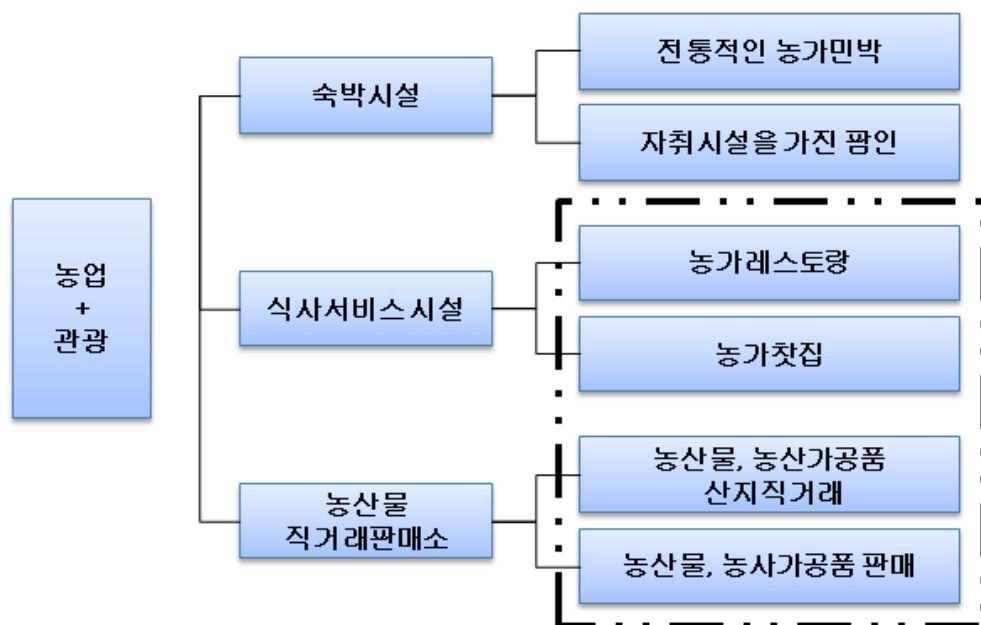 농업
+
관광
숙박시설
전통적인 농가민박
자취시설을 가진 팜인
식사서비스시설
농가레스토랑
농가찻집
농산물
직거래판매소
농산물, 농산가공품
산지직거래
농산물, 농사가공품 판매